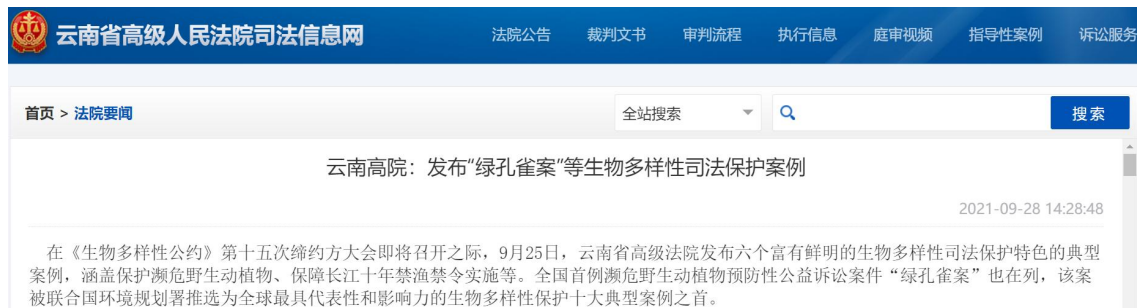 云南省高级人民法院司法信息网
法院公告 裁判文书 审判流程 执行信息 庭审视频 指导性案例 诉讼服务
首页 > 法院要闻
全站搜索 搜索
云南高院：发布“绿孔雀案”等生物多样性司法保护案例
2021-09-28 14:28:48
在《生物多样性公约》第十五次缔约方大会即将召开之际，9月25日，云南省高级法院发布六个富有鲜明的生物多样性司法保护特色的典型
案例，涵盖保护濒危野生动植物、保障长江十年禁渔禁令实施等。全国首例濒危野生动植物预防性公益诉讼案件“绿孔雀案”也在列，该案
被联合国环境规划署推选为全球最具代表性和影响力的生物多样性保护十大典型案例之首。